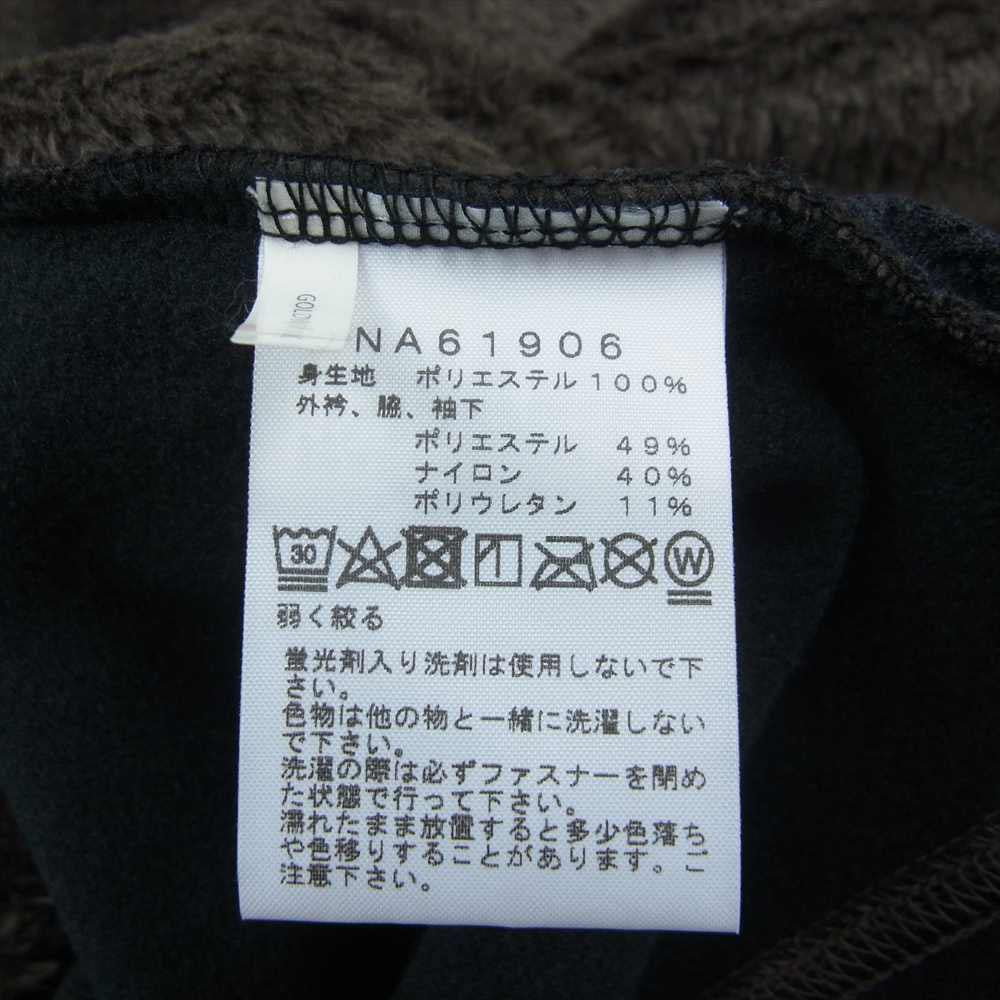 GOLD
NA61906
身生地 ポリエステル 100%
外衿、脇、袖下
ポリエステル 49%
ナイロン 40%
ポリウレタン 11%
30 W
弱く絞る
蛍光剤入り洗剤は使用しないで下
さい。
色物は他の物と一緒に洗濯しない
で下さい。
洗濯の際は必ずファスナーを閉め
た状態で行って下さい。
濡れたまま放置すると多少色落ち
や色移りすることがあります。ご
注意下さい。